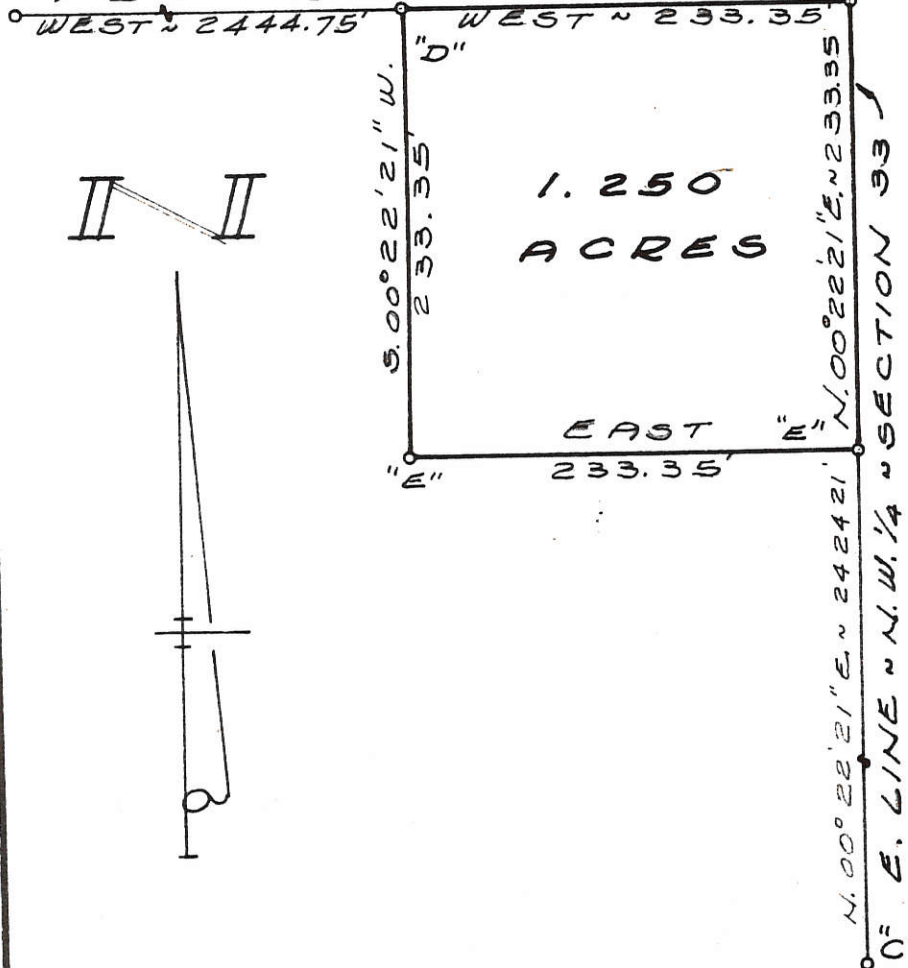 WEST ~ 2444.75'
WEST ~ 233.35'
"D"
S. 00° 22' 21" W.
233.35'
1.250
ACRES
N. 00° 22' 21" E. ~ 233.35
N
EAST
"E"
233.35'
"E"
N. 00° 22' 21" E. ~ 2424.21'
E. LINE ~ N.W. 1/4 ~ SECTION 33